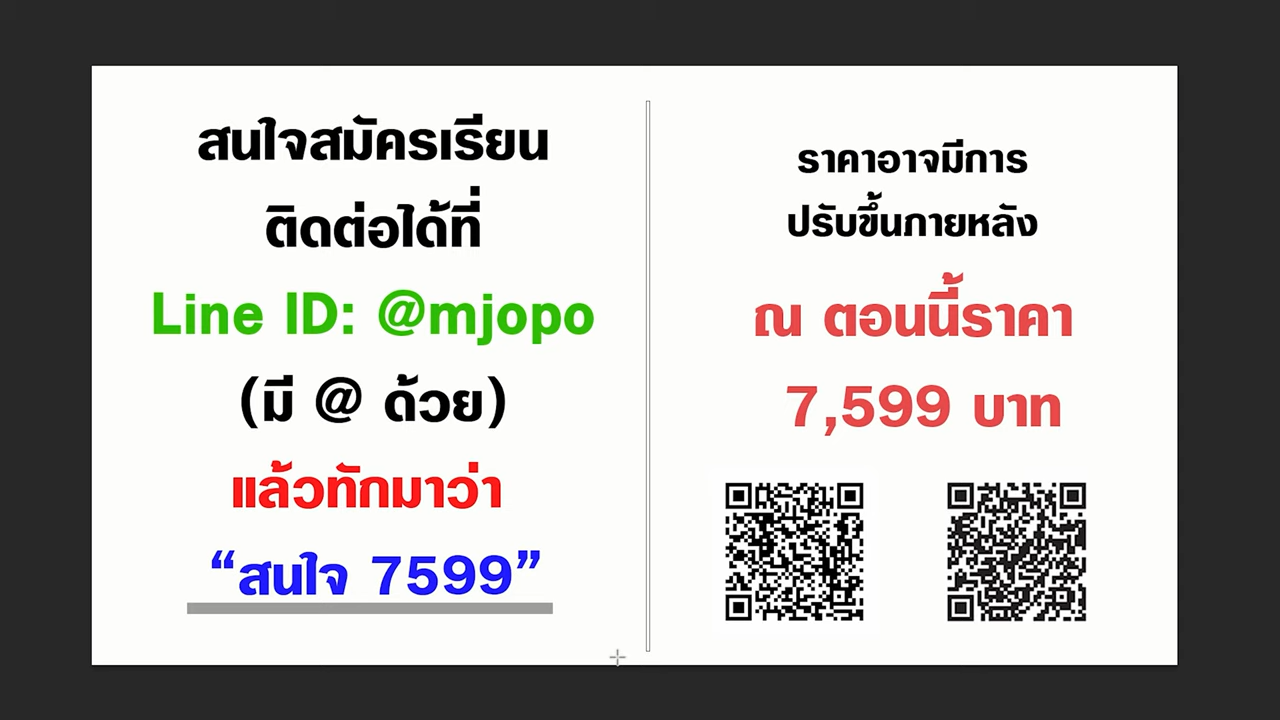 สนใจสมัครเรียน
ติดต่อได้ที่
Line ID: @mjopo
(มี @ ด้วย)
แล้วทักมาว่า
“สนใจ 7599”
ราคาอาจมีการ
ปรับขึ้นภายหลัง
ณ ตอนนี้ราคา
7,599 บาท